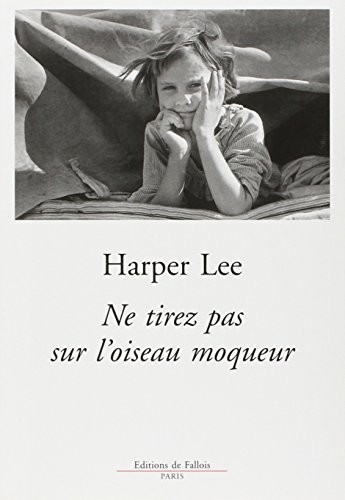 Harper Lee
Ne tirez pas
sur l'oiseau moqueur
Editions de Fallois
PARIS